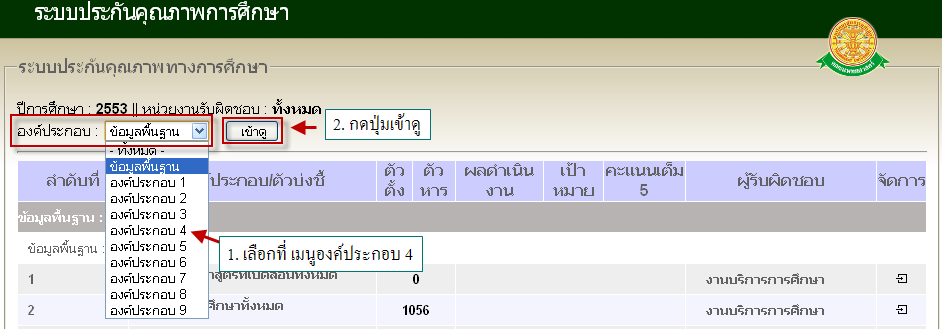 ระบบประกันคุณภาพการศึกษา
ระบบประกันคุณภาพทางการศึกษา
ปีการศึกษา : 2553 || หน่วยงานรับผิดชอบ : ทั้งหมด
องค์ประกอบ : ข้อมูลพื้นฐาน เข้าดู
2. กดปุ่มเข้าดู
- ทั้งหมด -
ข้อมูลพื้นฐาน
องค์ประกอบ 1
องค์ประกอบ 2
องค์ประกอบ 3
องค์ประกอบ 4
องค์ประกอบ 5
องค์ประกอบ 6
องค์ประกอบ 7
องค์ประกอบ 8
องค์ประกอบ 9
1. เลือกที่ เมนูองค์ประกอบ 4
ลำดับที่ ประกอบ/ตัวบ่งชี้ ตัวตั้ง ตัวหาร ผลดำเนินงาน เป้าหมาย คะแนนเต็ม 5 ผู้รับผิดชอบ จัดการ
ข้อมูลพื้นฐาน :
ข้อมูลพื้นฐาน :
1 สูตรที่เปิดสอนทั้งหมด 0 งานบริการการศึกษา
2 ศึกษาทั้งหมด 1056 งานบริการการศึกษา